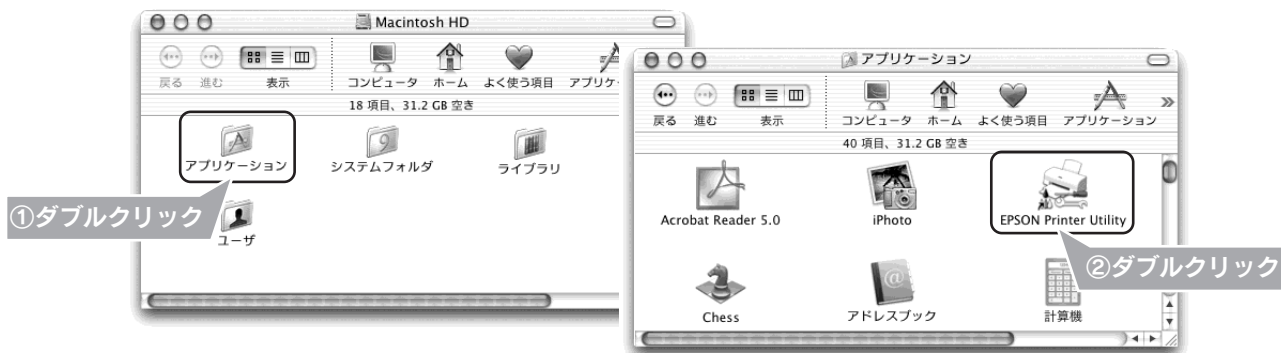 Macintosh HD
戻る 進む 表示 コンピュータ ホーム よく使う項目 アプリケ
18 項目、31.2 GB 空き
アプリケーション システムフォルダ ライブラリ
①ダブルクリック
ユーザ
アプリケーション
戻る 進む 表示 コンピュータ ホーム よく使う項目 アプリケーション
40 項目、31.2 GB 空き
Acrobat Reader 5.0 iPhoto EPSON Printer Utility
②ダブルクリック
Chess アドレスブック 計算機